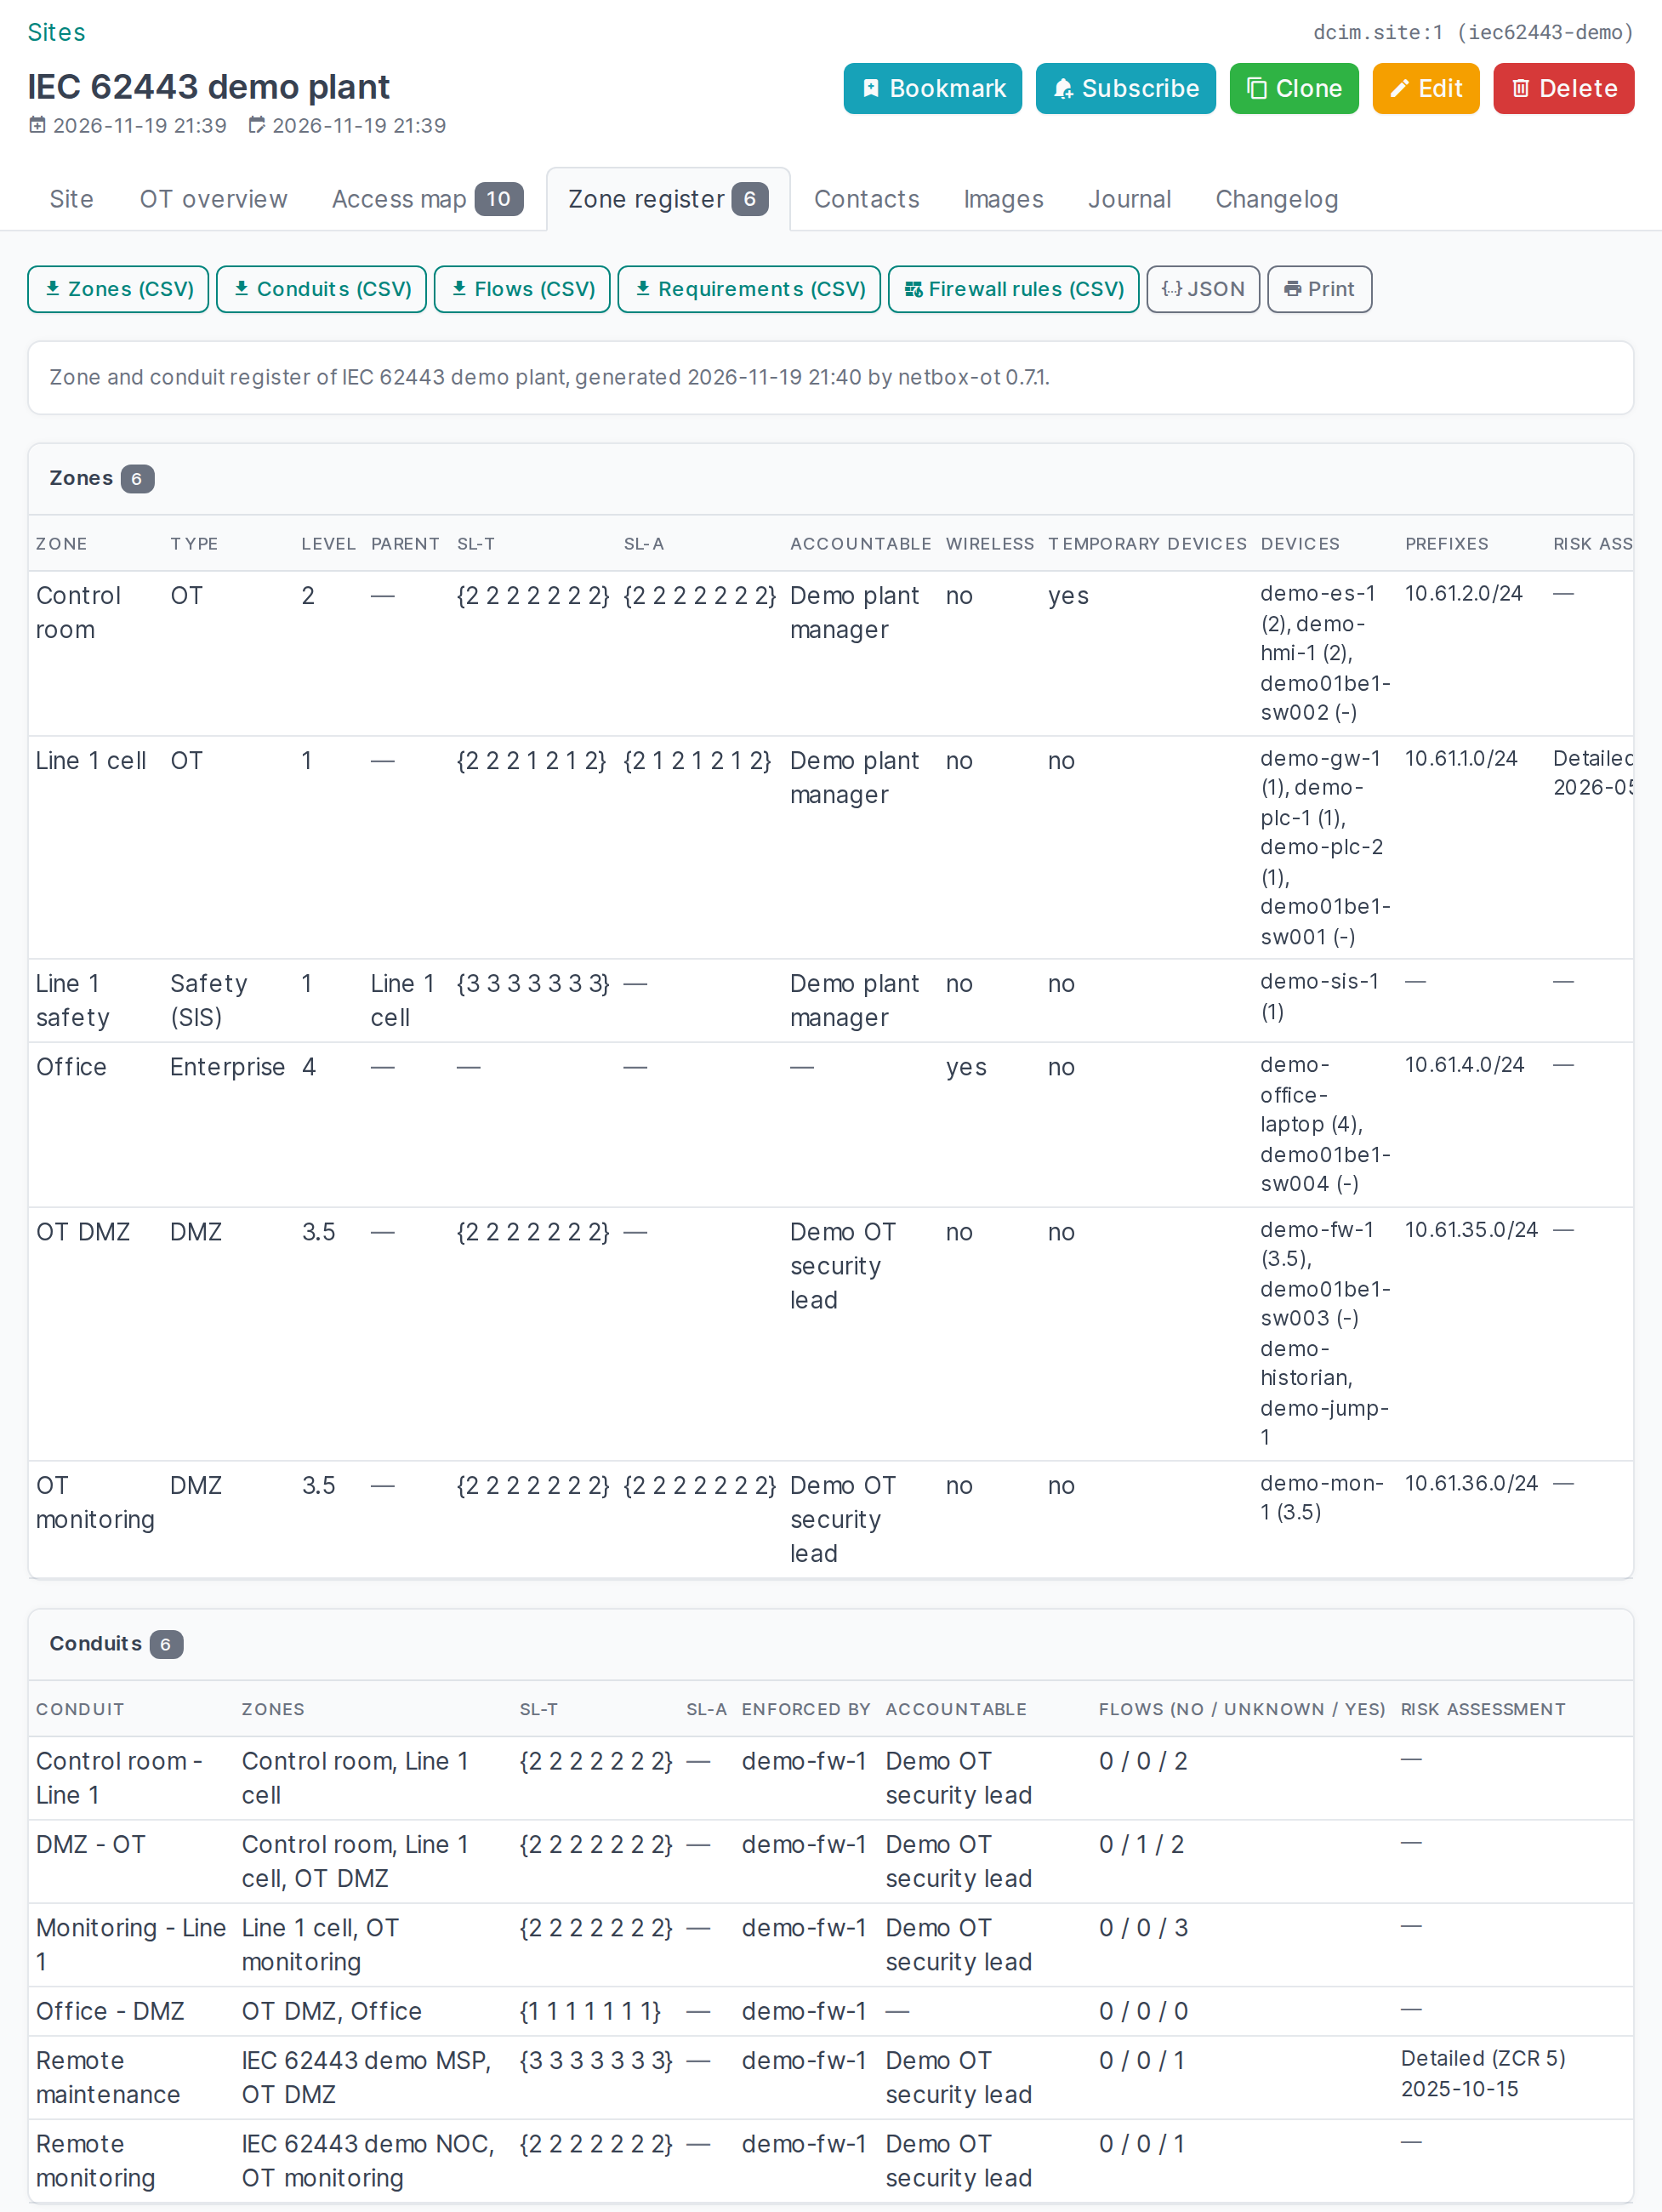 Sites
dcim.site:1 (iec62443-demo)
IEC 62443 demo plant
Bookmark Subscribe Clone Edit Delete
2026-11-19 21:39 2026-11-19 21:39
Site OT overview Access map 10 Zone register 6 Contacts Images Journal Changelog
Zones (CSV) Conduits (CSV) Flows (CSV) Requirements (CSV) Firewall rules (CSV) {..} JSON Print
Zone and conduit register of IEC 62443 demo plant, generated 2026-11-19 21:40 by netbox-ot 0.7.1.
Zones 6
ZONE TYPE LEVEL PARENT SL-T SL-A ACCOUNTABLE WIRELESS TEMPORARY DEVICES DEVICES PREFIXES RISK ASS
Control OT 2 — {2 2 2 2 2 2 2} {2 2 2 2 2 2 2} Demo plant no yes demo-es-1 10.61.2.0/24 —
room manager (2), demo-
hmi-1 (2),
demo01be1-
sw002 (-)
Line 1 cell OT 1 — {2 2 2 1 2 1 2} {2 1 2 1 2 1 2} Demo plant no no demo-gw-1 10.61.1.0/24 Detailed
manager (1), demo- 2026-05
plc-1 (1),
demo-plc-2
(1),
demo01be1-
sw001 (-)
Line 1 Safety 1 Line 1 {3 3 3 3 3 3 3} — Demo plant no no demo-sis-1 — —
safety (SIS) cell manager (1)
Office Enterprise 4 — — — — yes no demo- 10.61.4.0/24 —
office-
laptop (4),
demo01be1-
sw004 (-)
OT DMZ DMZ 3.5 — {2 2 2 2 2 2 2} — Demo OT no no demo-fw-1 10.61.35.0/24 —
security (3.5),
lead demo01be1-
sw003 (-)
demo-
historian,
demo-jump-
1
OT DMZ 3.5 — {2 2 2 2 2 2 2} {2 2 2 2 2 2 2} Demo OT no no demo-mon- 10.61.36.0/24 —
monitoring security 1 (3.5)
lead
Conduits 6
CONDUIT ZONES SL-T SL-A ENFORCED BY ACCOUNTABLE FLOWS (NO / UNKNOWN / YES) RISK ASSESSMENT
Control room - Control room, Line 1 {2 2 2 2 2 2 2} — demo-fw-1 Demo OT 0 / 0 / 2 —
Line 1 cell security lead
DMZ - OT Control room, Line 1 {2 2 2 2 2 2 2} — demo-fw-1 Demo OT 0 / 1 / 2 —
cell, OT DMZ security lead
Monitoring - Line Line 1 cell, OT {2 2 2 2 2 2 2} — demo-fw-1 Demo OT 0 / 0 / 3 —
1 monitoring security lead
Office - DMZ OT DMZ, Office {1 1 1 1 1 1 1} — demo-fw-1 — 0 / 0 / 0 —
Remote IEC 62443 demo MSP, {3 3 3 3 3 3 3} — demo-fw-1 Demo OT 0 / 0 / 1 Detailed (ZCR 5)
maintenance OT DMZ security lead 2025-10-15
Remote IEC 62443 demo NOC, {2 2 2 2 2 2 2} — demo-fw-1 Demo OT 0 / 0 / 1 —
monitoring OT monitoring security lead